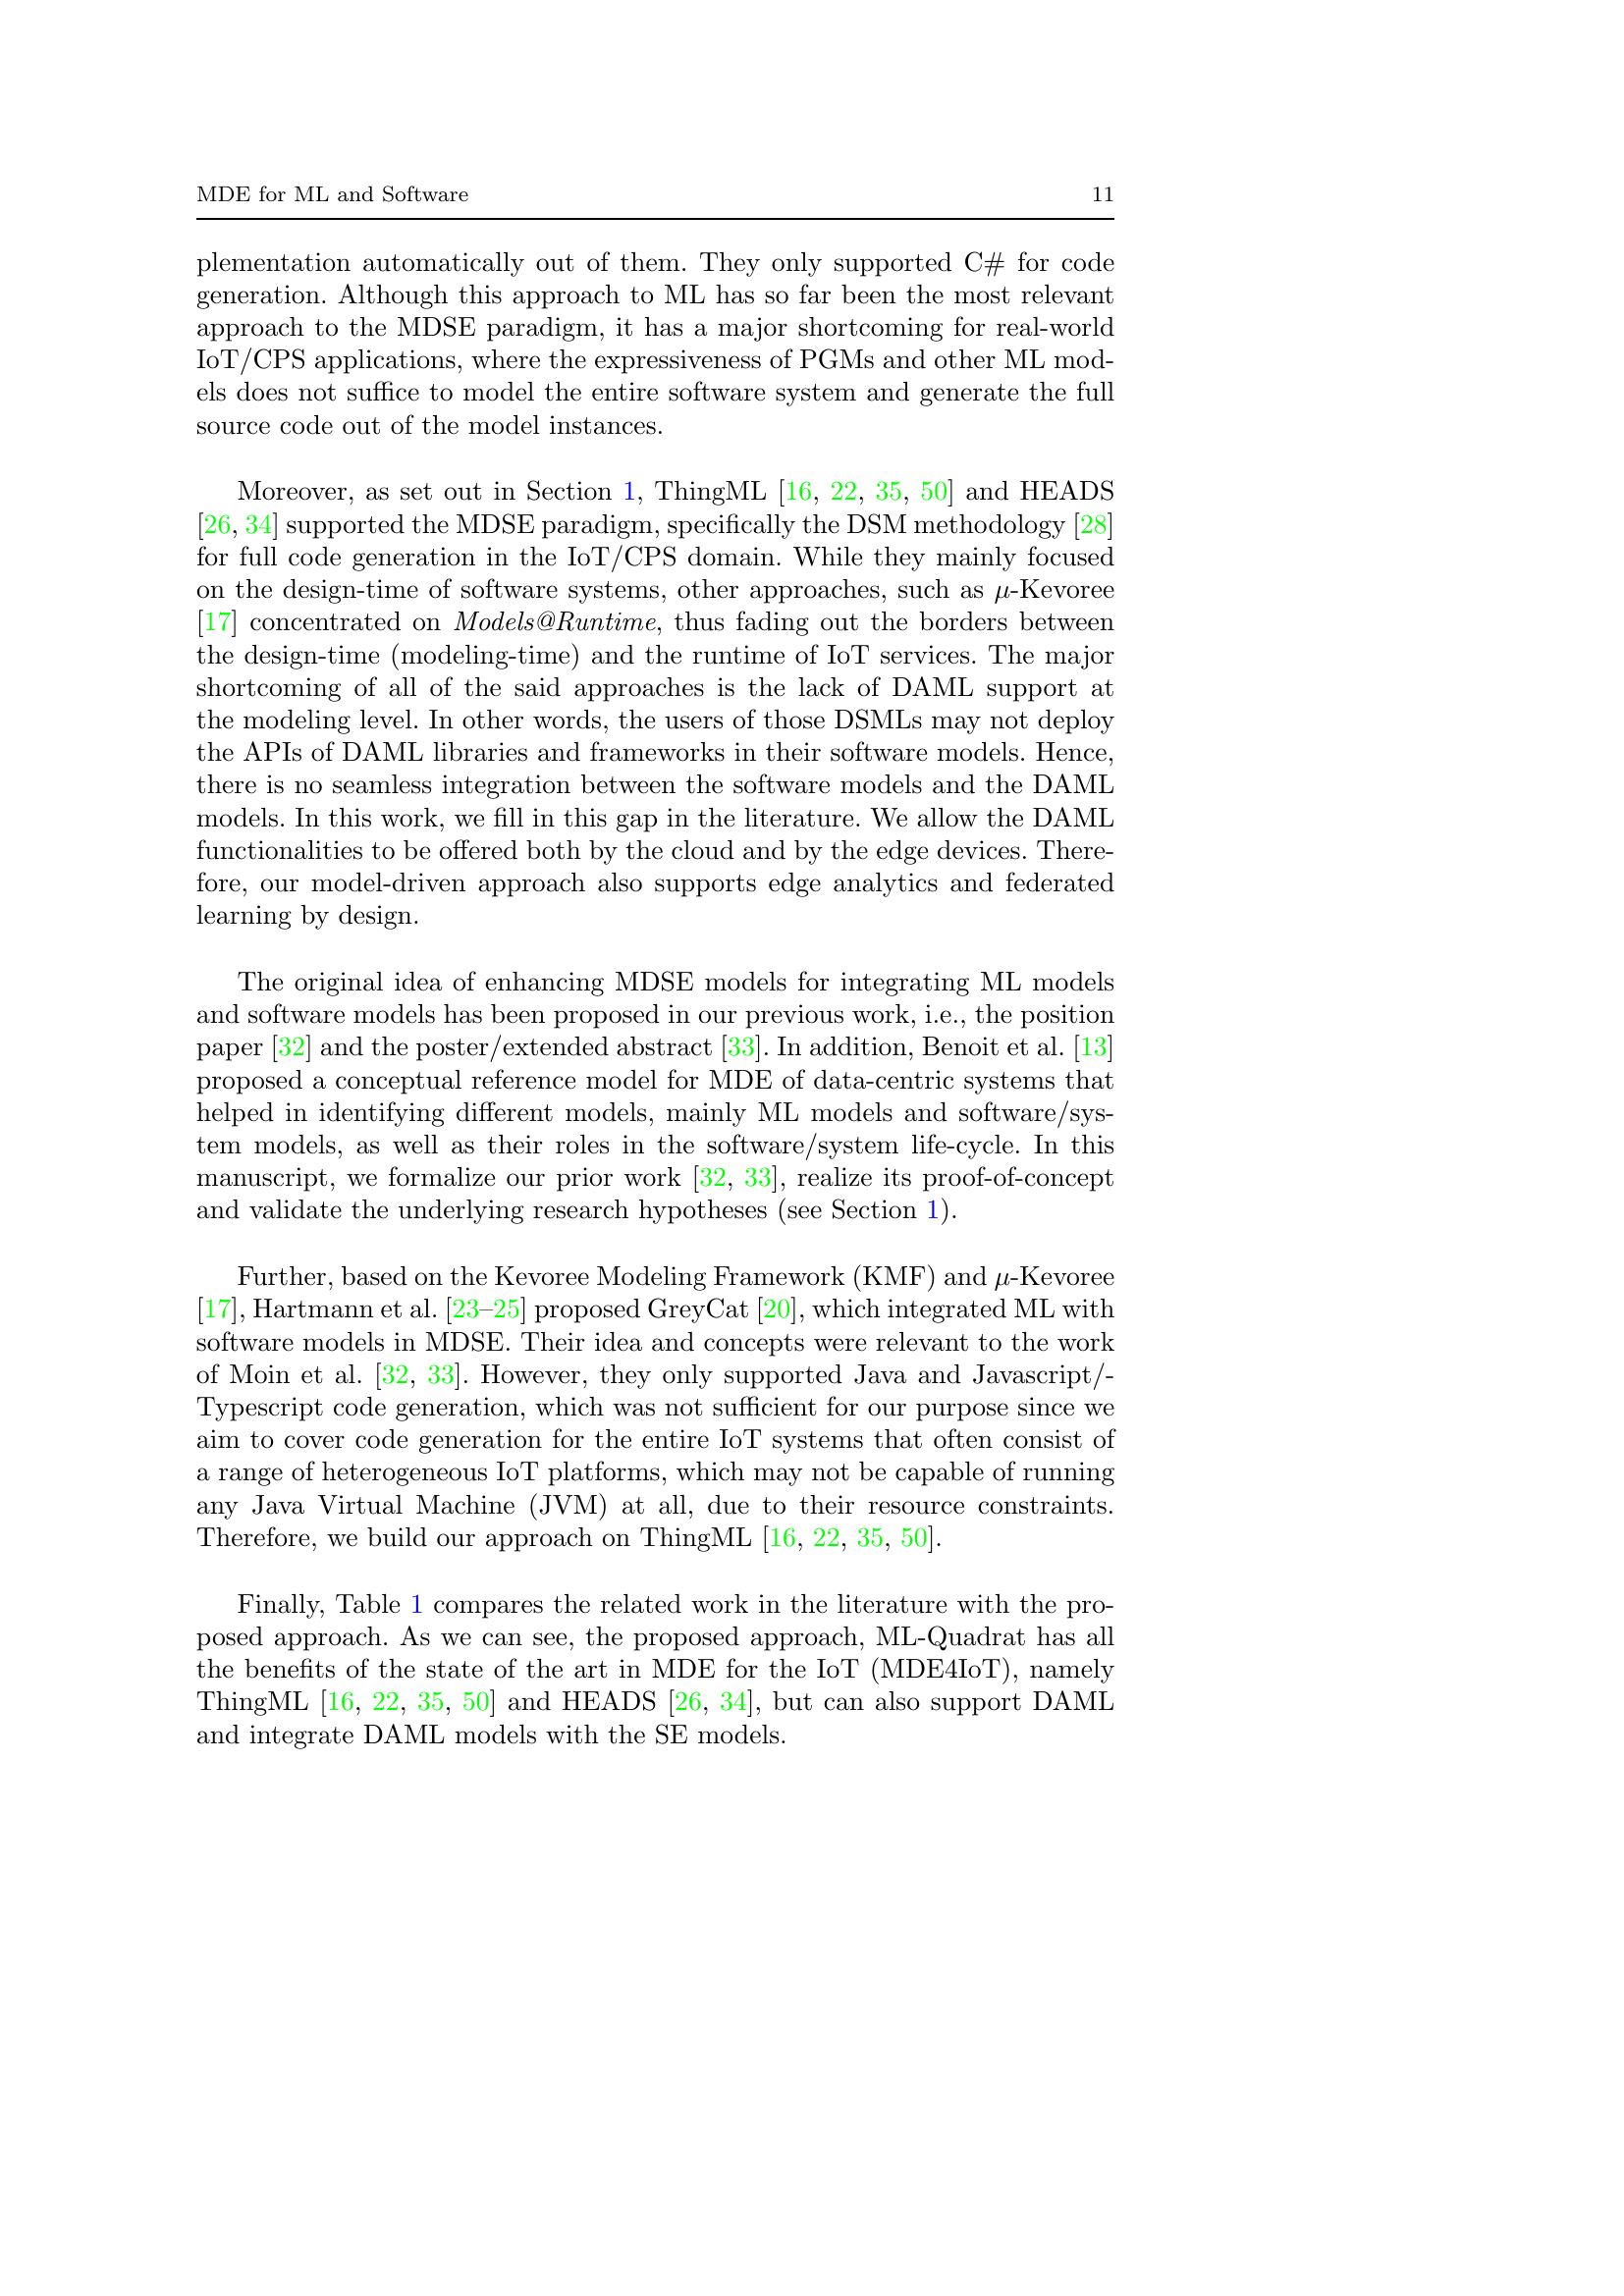 MDE for ML and Software 11
plementation automatically out of them. They only supported C# for code
generation. Although this approach to ML has so far been the most relevant
approach to the MDSE paradigm, it has a major shortcoming for real-world
IoT/CPS applications, where the expressiveness of PGMs and other ML mod-
els does not suffice to model the entire software system and generate the full
source code out of the model instances.
Moreover, as set out in Section 1, ThingML [16, 22, 35, 50] and HEADS
[26, 34] supported the MDSE paradigm, specifically the DSM methodology [28]
for full code generation in the IoT/CPS domain. While they mainly focused
on the design-time of software systems, other approaches, such as μ-Kevoree
[17] concentrated on Models@Runtime, thus fading out the borders between
the design-time (modeling-time) and the runtime of IoT services. The major
shortcoming of all of the said approaches is the lack of DAML support at
the modeling level. In other words, the users of those DSMLs may not deploy
the APIs of DAML libraries and frameworks in their software models. Hence,
there is no seamless integration between the software models and the DAML
models. In this work, we fill in this gap in the literature. We allow the DAML
functionalities to be offered both by the cloud and by the edge devices. There-
fore, our model-driven approach also supports edge analytics and federated
learning by design.
The original idea of enhancing MDSE models for integrating ML models
and software models has been proposed in our previous work, i.e., the position
paper [32] and the poster/extended abstract [33]. In addition, Benoit et al. [13]
proposed a conceptual reference model for MDE of data-centric systems that
helped in identifying different models, mainly ML models and software/sys-
tem models, as well as their roles in the software/system life-cycle. In this
manuscript, we formalize our prior work [32, 33], realize its proof-of-concept
and validate the underlying research hypotheses (see Section 1).
Further, based on the Kevoree Modeling Framework (KMF) and μ-Kevoree
[17], Hartmann et al. [23–25] proposed GreyCat [20], which integrated ML with
software models in MDSE. Their idea and concepts were relevant to the work
of Moin et al. [32, 33]. However, they only supported Java and Javascript/-
Typescript code generation, which was not sufficient for our purpose since we
aim to cover code generation for the entire IoT systems that often consist of
a range of heterogeneous IoT platforms, which may not be capable of running
any Java Virtual Machine (JVM) at all, due to their resource constraints.
Therefore, we build our approach on ThingML [16, 22, 35, 50].
Finally, Table 1 compares the related work in the literature with the pro-
posed approach. As we can see, the proposed approach, ML-Quadrat has all
the benefits of the state of the art in MDE for the IoT (MDE4IoT), namely
ThingML [16, 22, 35, 50] and HEADS [26, 34], but can also support DAML
and integrate DAML models with the SE models.